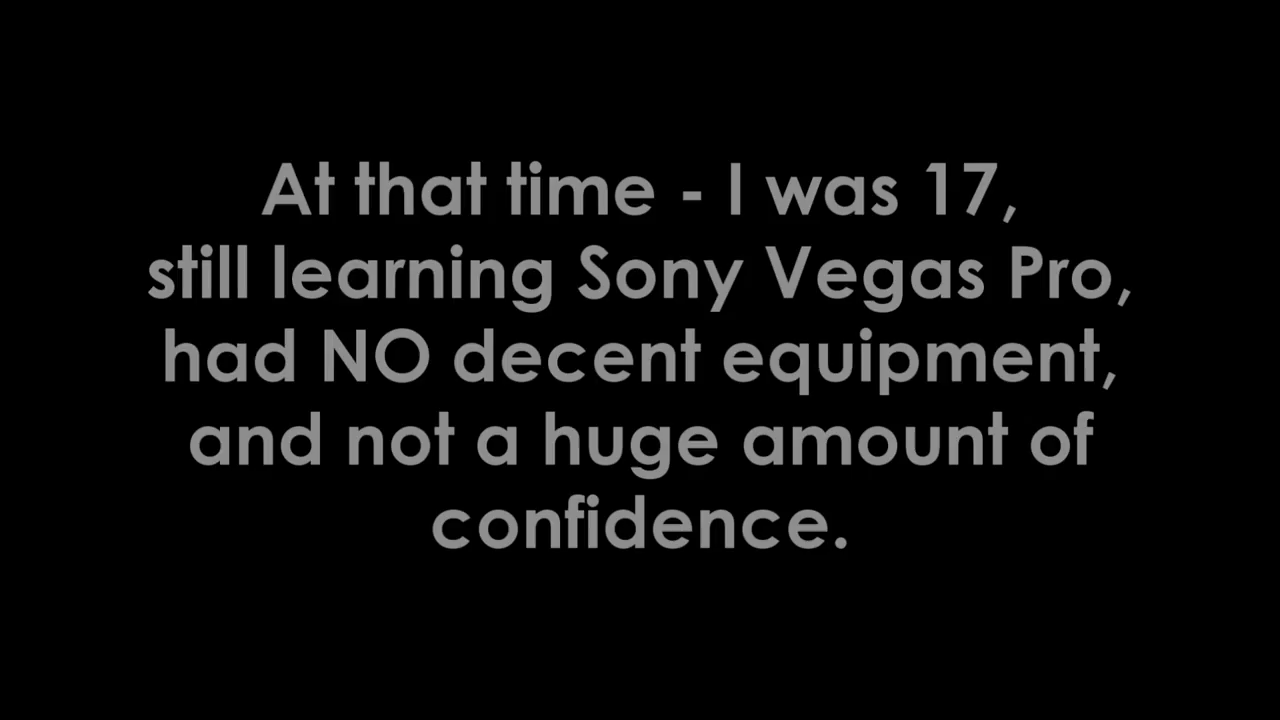 At that time - I was 17,
still learning Sony Vegas Pro,
had NO decent equipment,
and not a huge amount of
confidence.